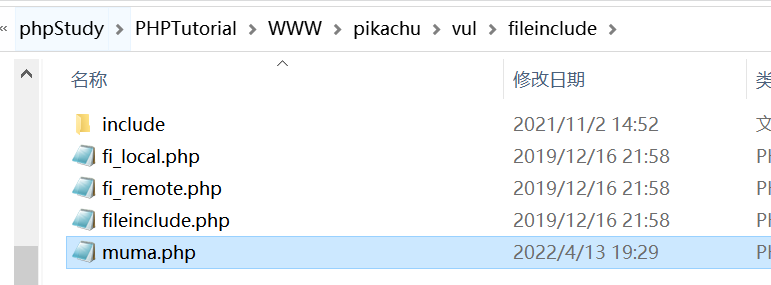 « phpStudy > PHPTutorial > WWW > pikachu > vul > fileinclude >
名称 修改日期 类
include 2021/11/2 14:52 文
fi_local.php 2019/12/16 21:58 PI
fi_remote.php 2019/12/16 21:58 PI
fileinclude.php 2019/12/16 21:58 PI
muma.php 2022/4/13 19:29 PI